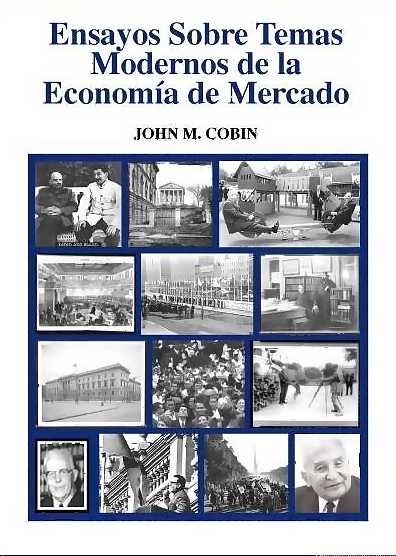 Ensayos Sobre Temas
Modernos de la
Economía de Mercado
JOHN M. COBIN